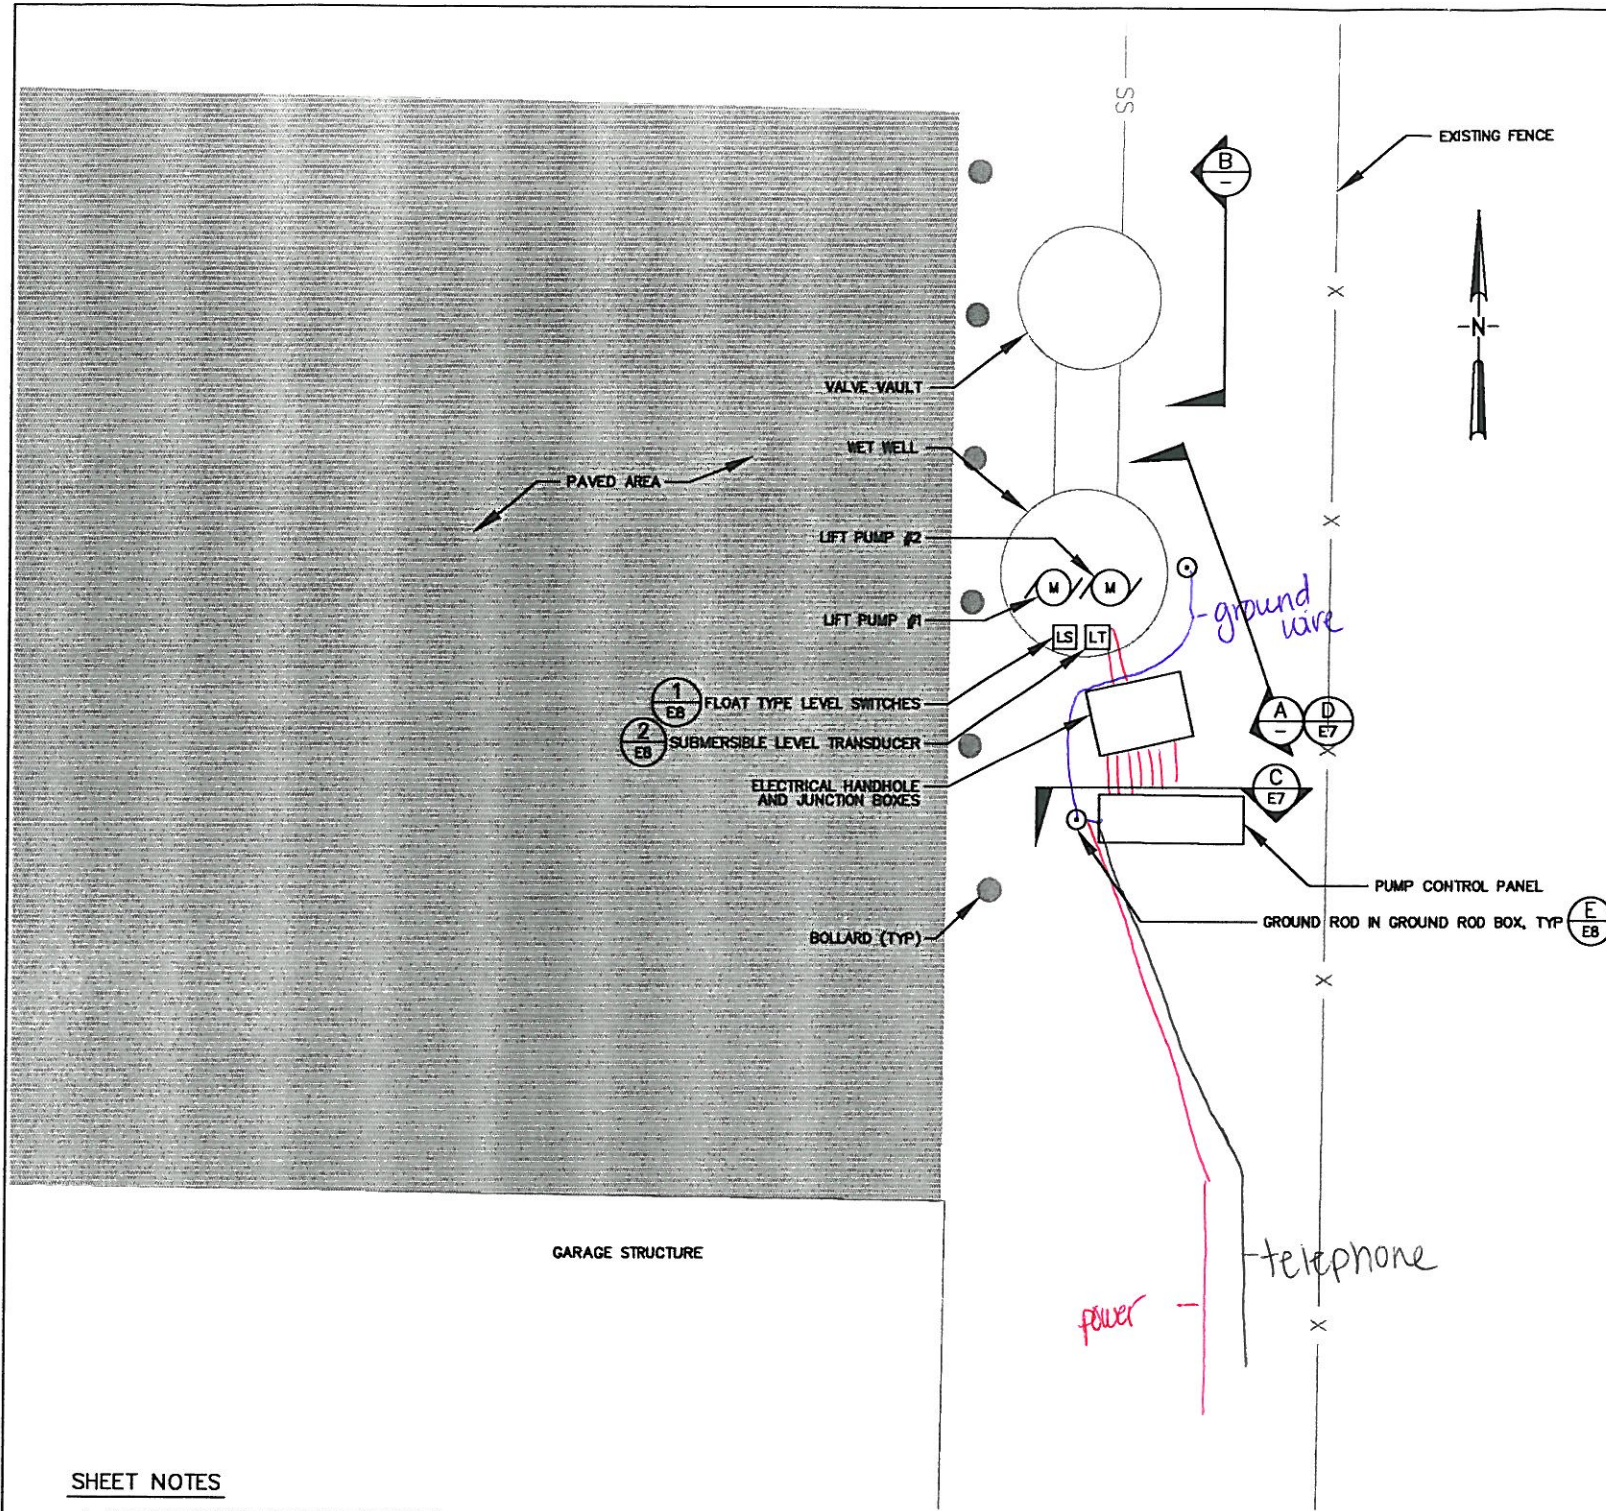 SS
B
–
EXISTING FENCE
X
-N-
VALVE VAULT
WET WELL
PAVED AREA
X
LIFT PUMP #2
M
M
ground
wire
LIFT PUMP #1
LS
LT
1
E8
FLOAT TYPE LEVEL SWITCHES
A
–
D
E7
2
E8
SUBMERSIBLE LEVEL TRANSDUCER
X
ELECTRICAL HANDHOLE
AND JUNCTION BOXES
C
E7
PUMP CONTROL PANEL
GROUND ROD IN GROUND ROD BOX, TYP
E
E8
BOLLARD (TYP)
X
GARAGE STRUCTURE
telephone
power
X
SHEET NOTES